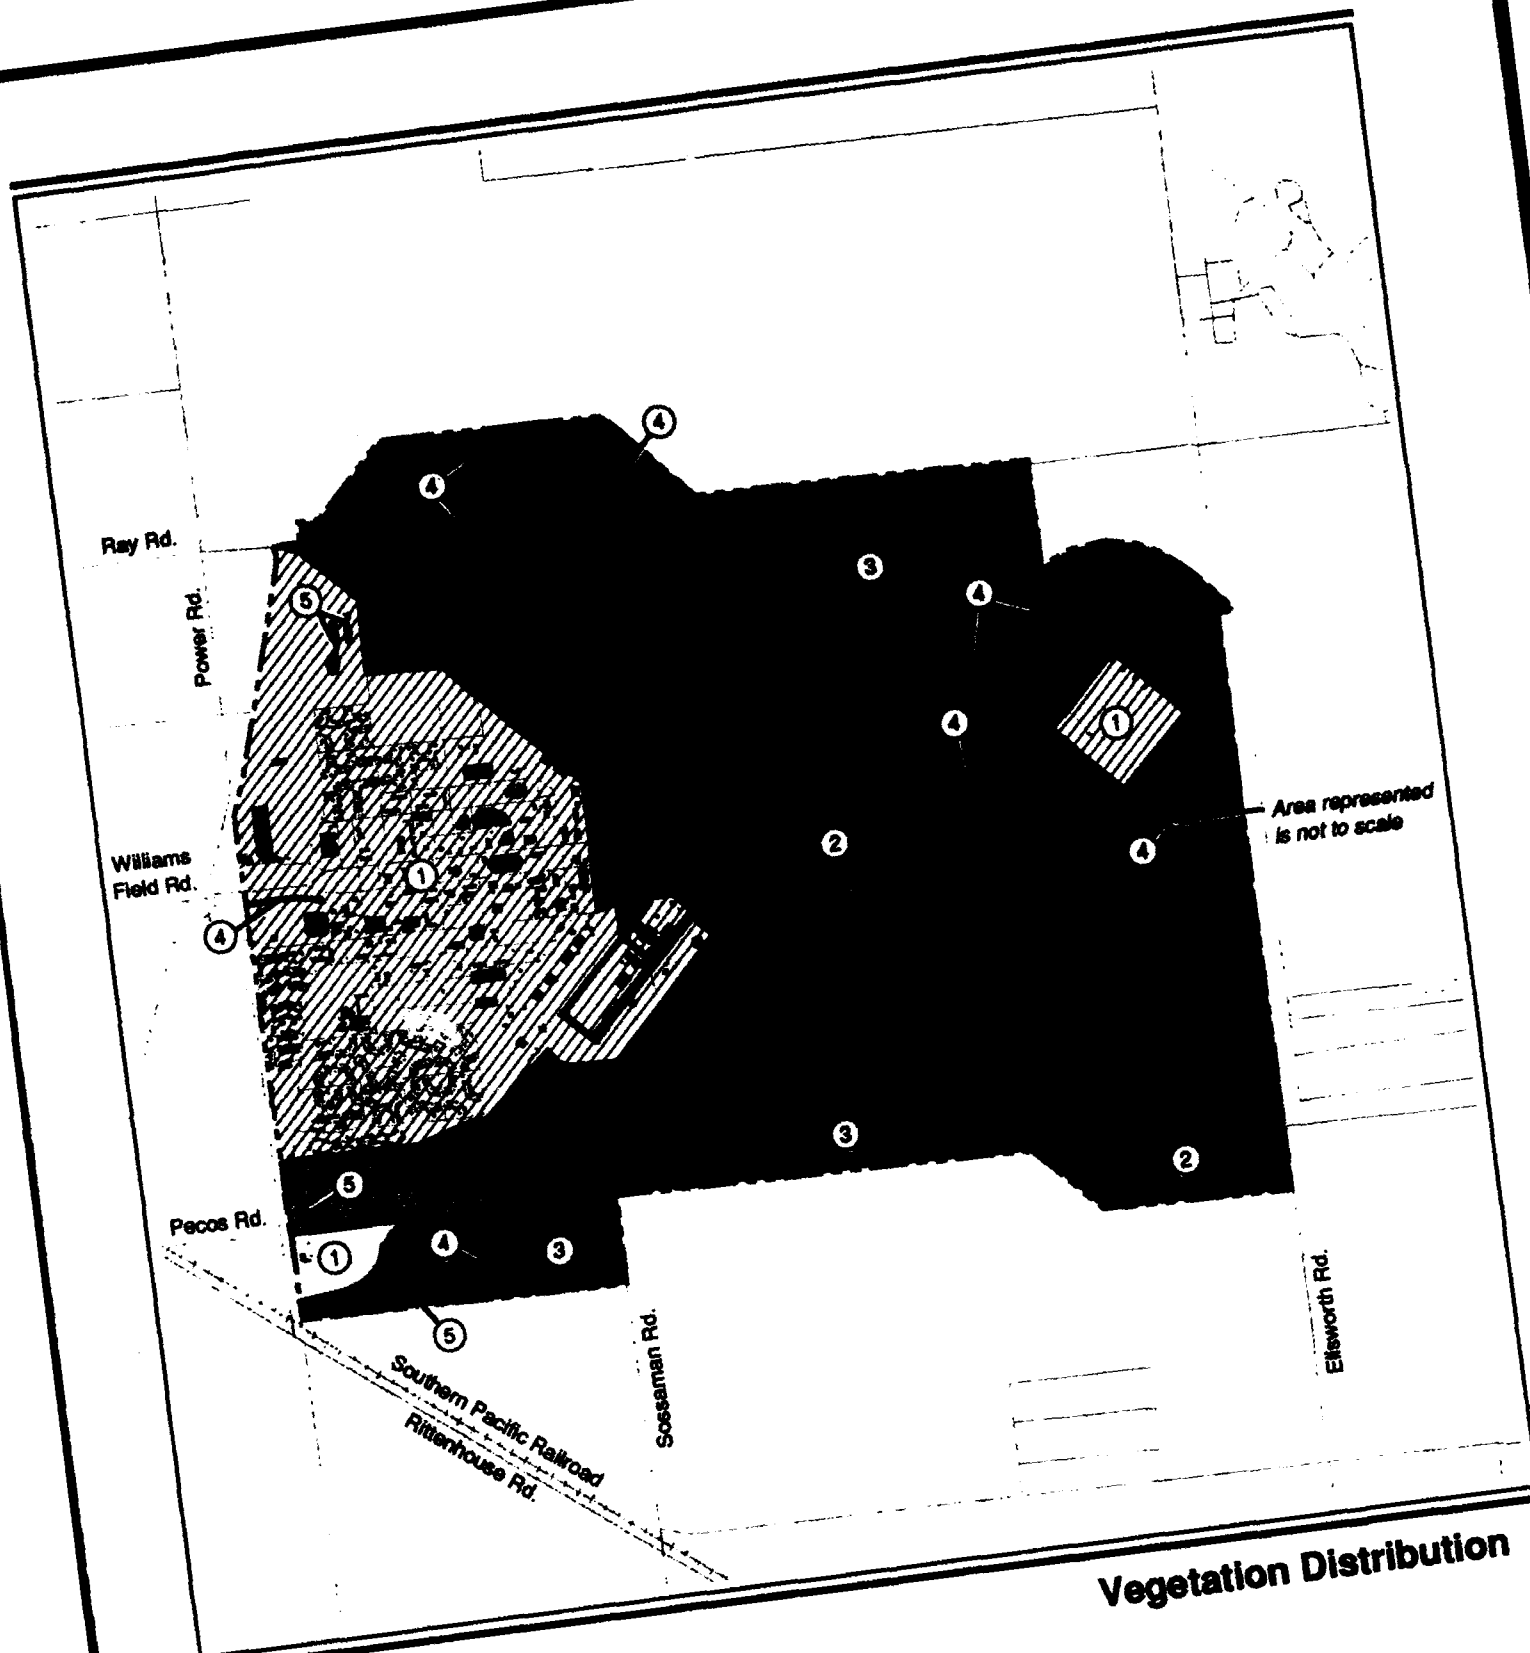 4
4
Ray Rd.
3
4
5
Power Rd.
4
1
Area represented
is not to scale
2
4
Williams
Field Rd.
1
4
3
2
5
Pecos Rd.
1
4
3
5
Southern Pacific Railroad
Rittenhouse Rd.
Sossaman Rd.
Ellsworth Rd.
Vegetation Distribution